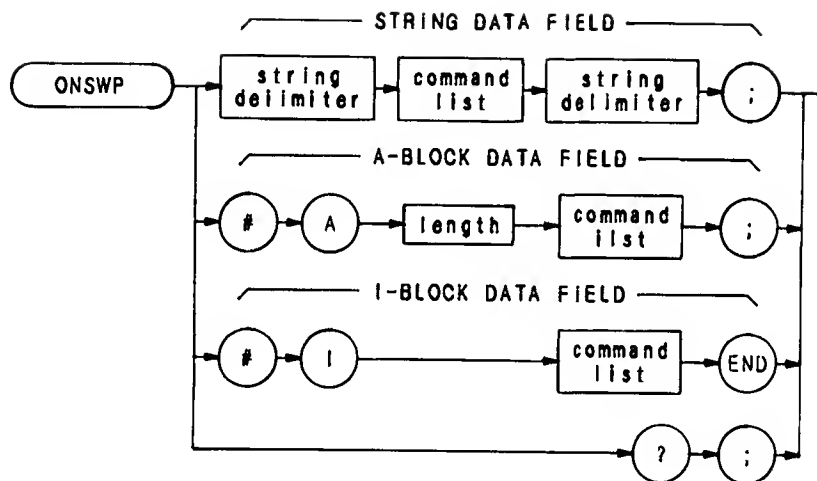 STRING DATA FIELD
ONSWP
string delimiter
command list
string delimiter
;
A-BLOCK DATA FIELD
#
A
length
command list
;
I-BLOCK DATA FIELD
#
I
command list
END
?
;